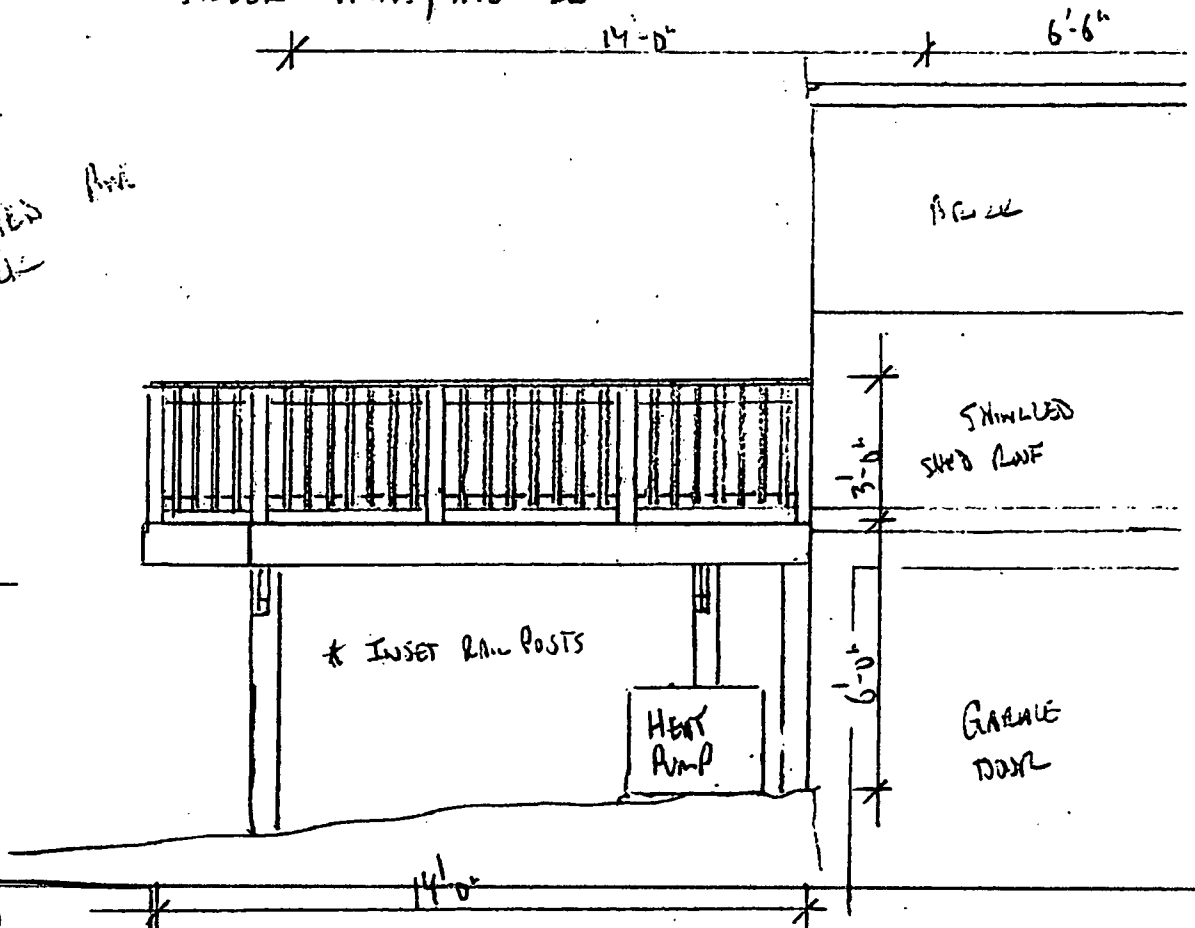 14'-0" 6'-6"
BRICK
SHINGLED
SHED ROOF
3'-0"
* INSET RAIL POSTS
6'-0"
HEAT
PUMP
GARAGE
DOOR
14'-0"